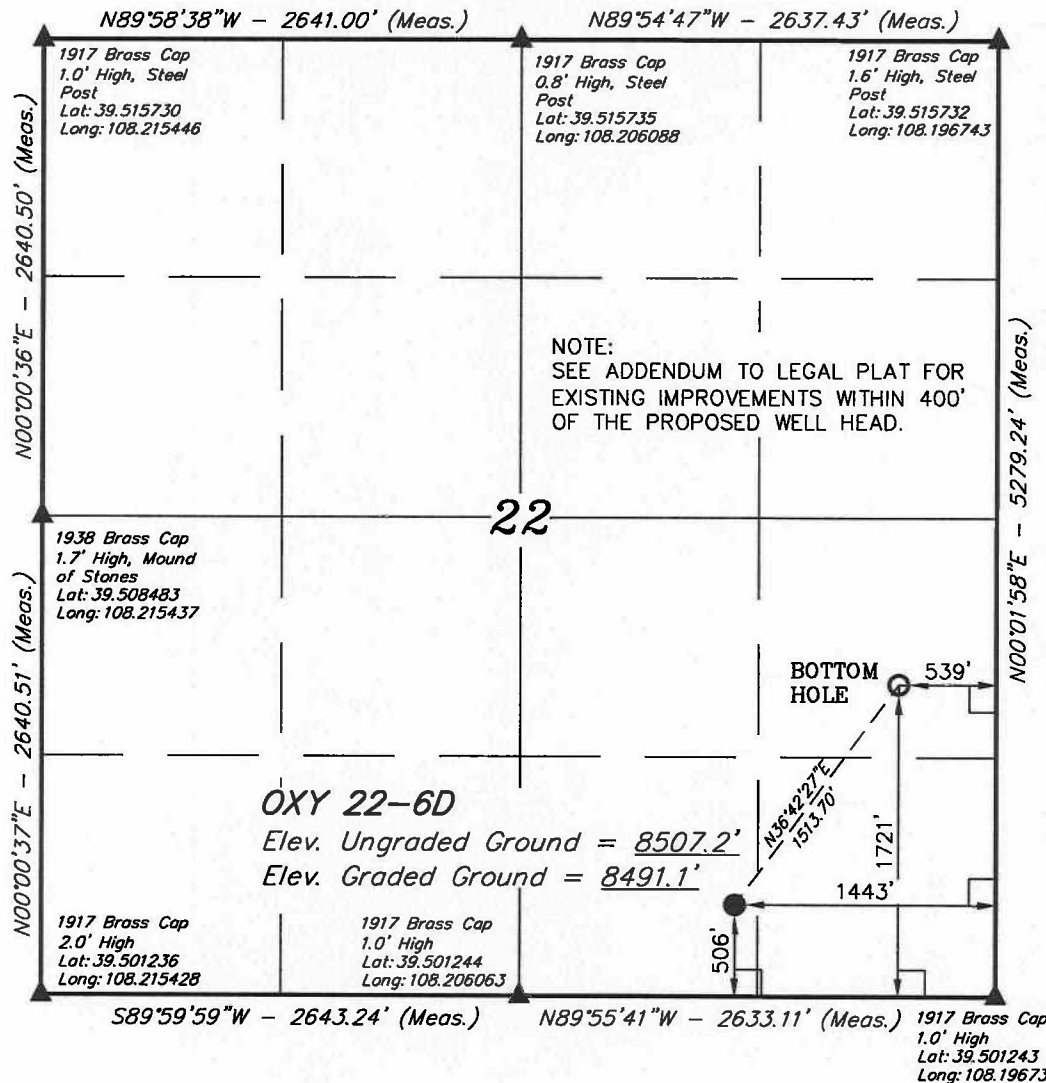 N89°58'38"W - 2641.00' (Meas.)
N89°54'47"W - 2637.43' (Meas.)
1917 Brass Cap
1.0' High, Steel
Post
Lat: 39.515730
Long: 108.215446
1917 Brass Cap
0.8' High, Steel
Post
Lat: 39.515735
Long: 108.206088
1917 Brass Cap
1.6' High, Steel
Post
Lat: 39.515732
Long: 108.196743
N00°00'36"E - 2640.50' (Meas.)
NOTE:
SEE ADDENDUM TO LEGAL PLAT FOR
EXISTING IMPROVEMENTS WITHIN 400'
OF THE PROPOSED WELL HEAD.
N00°01'58"E - 5279.24' (Meas.)
22
1938 Brass Cap
1.7' High, Mound
of Stones
Lat: 39.508483
Long: 108.215437
N00°00'37"E - 2640.51' (Meas.)
BOTTOM
HOLE
539'
N36°42'27"E
1513.70'
1721'
1443'
506'
OXY 22-6D
Elev. Ungraded Ground = 8507.2'
Elev. Graded Ground = 8491.1'
1917 Brass Cap
2.0' High
Lat: 39.501236
Long: 108.215428
1917 Brass Cap
1.0' High
Lat: 39.501244
Long: 108.206063
S89°59'59"W - 2643.24' (Meas.)
N89°55'41"W - 2633.11' (Meas.)
1917 Brass Cap
1.0' High
Lat: 39.501243
Long: 108.19673